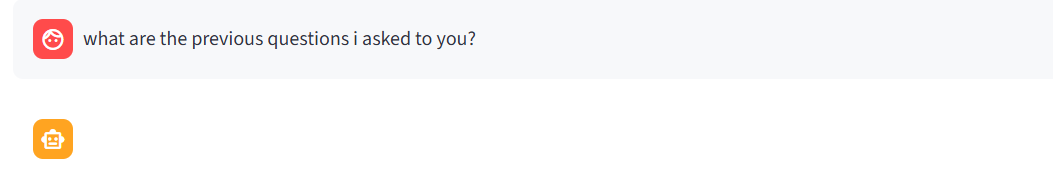 what are the previous questions i asked to you?